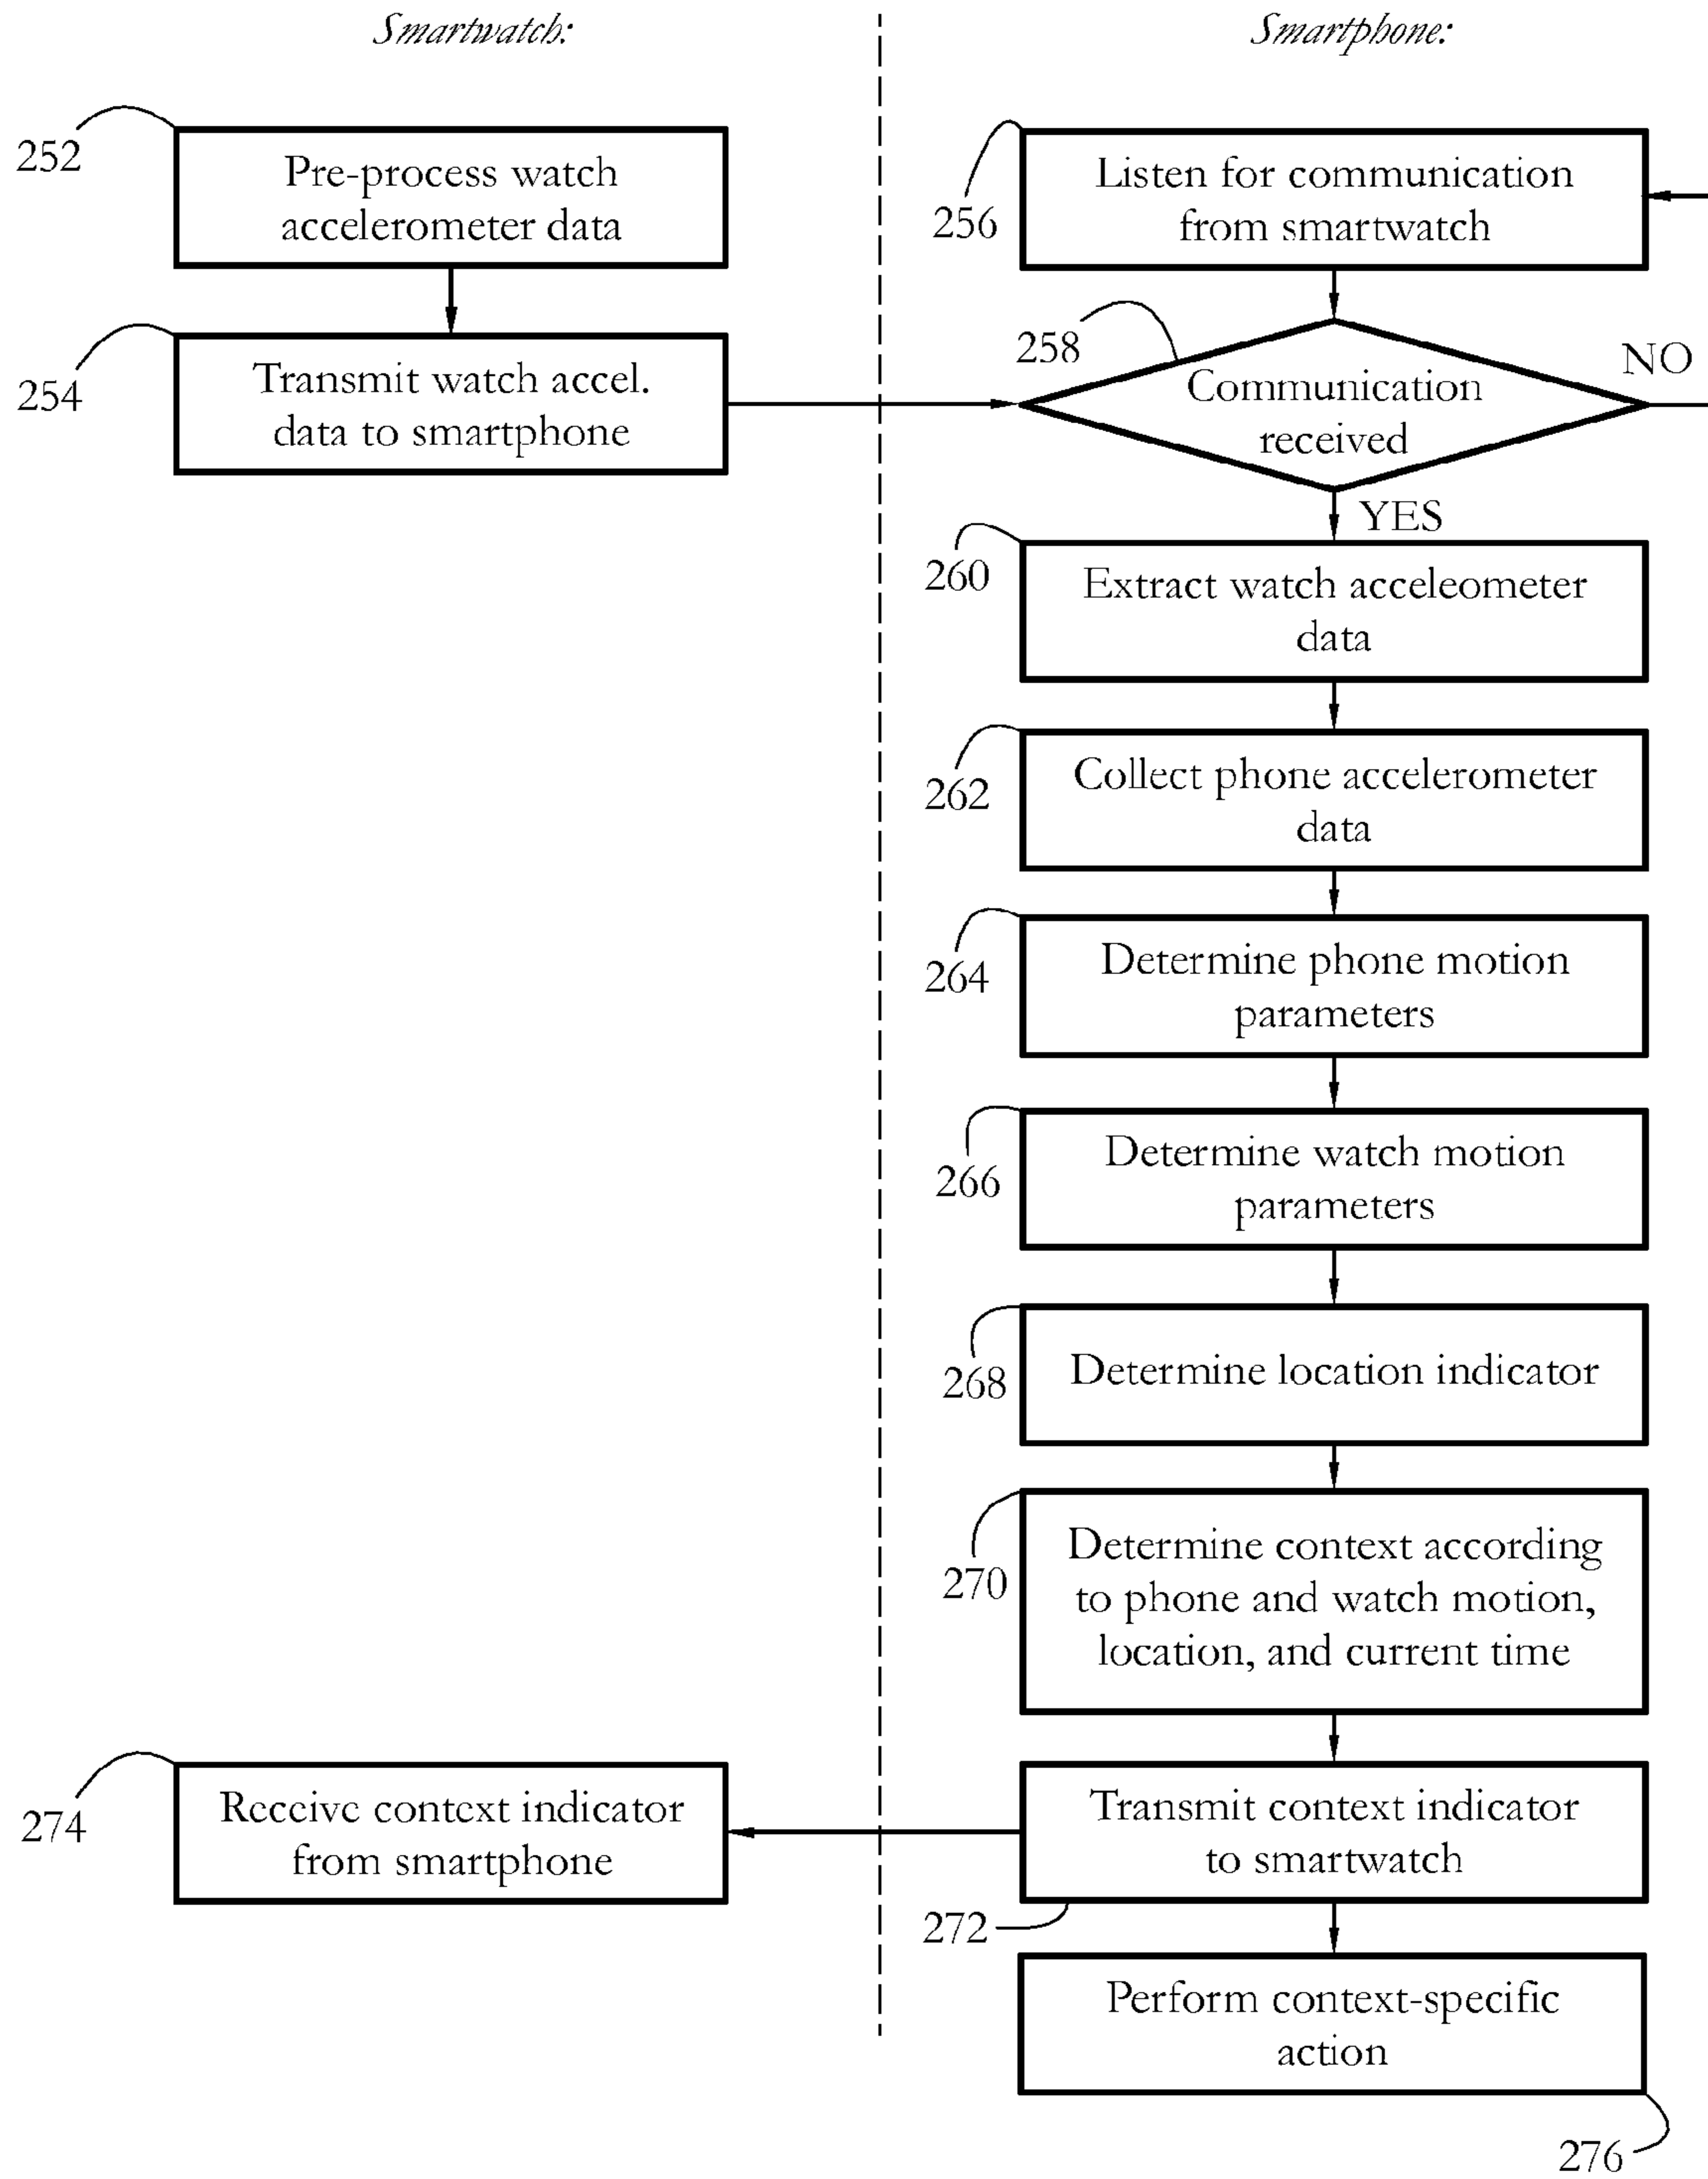 Smartwatch:
Smartphone:
252
Pre-process watch
accelerometer data
254
Transmit watch accel.
data to smartphone
256
Listen for communication
from smartwatch
258
Communication
received
NO
YES
260
Extract watch acceleometer
data
262
Collect phone accelerometer
data
264
Determine phone motion
parameters
266
Determine watch motion
parameters
268
Determine location indicator
270
Determine context according
to phone and watch motion,
location, and current time
274
Receive context indicator
from smartphone
Transmit context indicator
to smartwatch
272
Perform context-specific
action
276